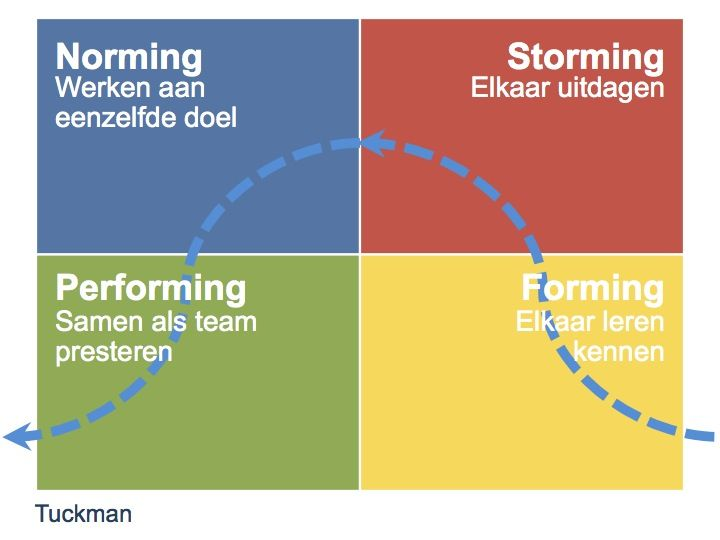 Norming
Werken aan
eenzelfde doel
Storming
Elkaar uitdagen
Performing
Samen als team
presteren
Forming
Elkaar leren
kennen
Tuckman